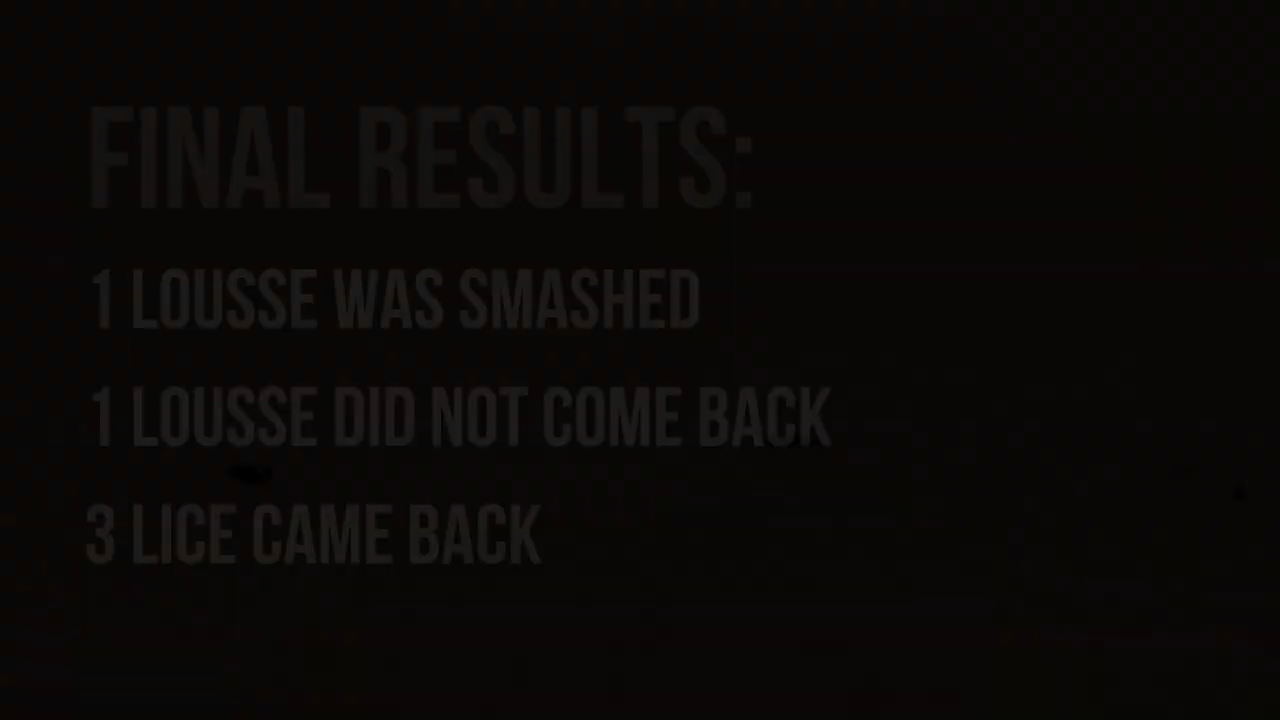 FINAL RESULTS:
1 LOUSSE WAS SMASHED
1 LOUSSE DID NOT COME BACK
3 LICE CAME BACK